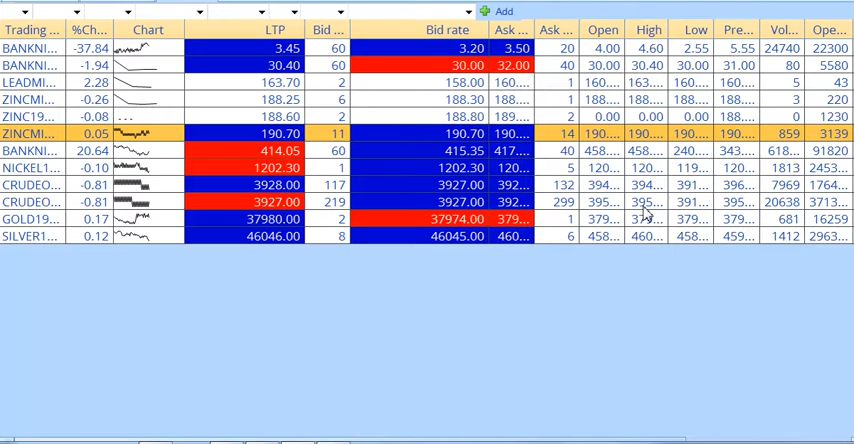 Add
Trading ... %Ch... Chart LTP Bid ... Bid rate Ask ... Ask ... Open High Low Pre... Vol... Ope...
BANKNI... -37.84 3.45 60 3.20 3.50 20 4.00 4.60 2.55 5.55 24740 22300
BANKNI... -1.94 30.40 60 30.00 32.00 40 30.00 30.40 30.00 31.00 80 5580
LEADMI... 2.28 163.70 2 158.00 160.... 1 160.... 163.... 160.... 160.... 5 43
ZINCMI... -0.26 188.25 6 188.30 188.... 1 188.... 188.... 188.... 188.... 3 220
ZINC19... -0.08 188.60 2 188.80 189.... 2 0.00 0.00 0.00 188.... 0 1230
ZINCMI... 0.05 190.70 11 190.70 190.... 14 190.... 190.... 190.... 190.... 859 3139
BANKNI... 20.64 414.05 60 415.35 417.... 40 458.... 458.... 240.... 343.... 618... 91820
NICKEL1... -0.10 1202.30 1 1202.30 120... 5 120... 120... 119... 120... 1813 2453...
CRUDEO... -0.81 3928.00 117 3927.00 392... 132 394... 394... 391... 396... 7969 1764...
CRUDEO... -0.81 3927.00 219 3927.00 392... 299 395... 395... 391... 395... 20638 3713...
GOLD19... 0.17 37980.00 2 37974.00 379... 1 379... 379... 379... 681 16259
SILVER1... 0.12 46046.00 8 46045.00 460... 6 458... 460... 458... 459... 1412 2963...